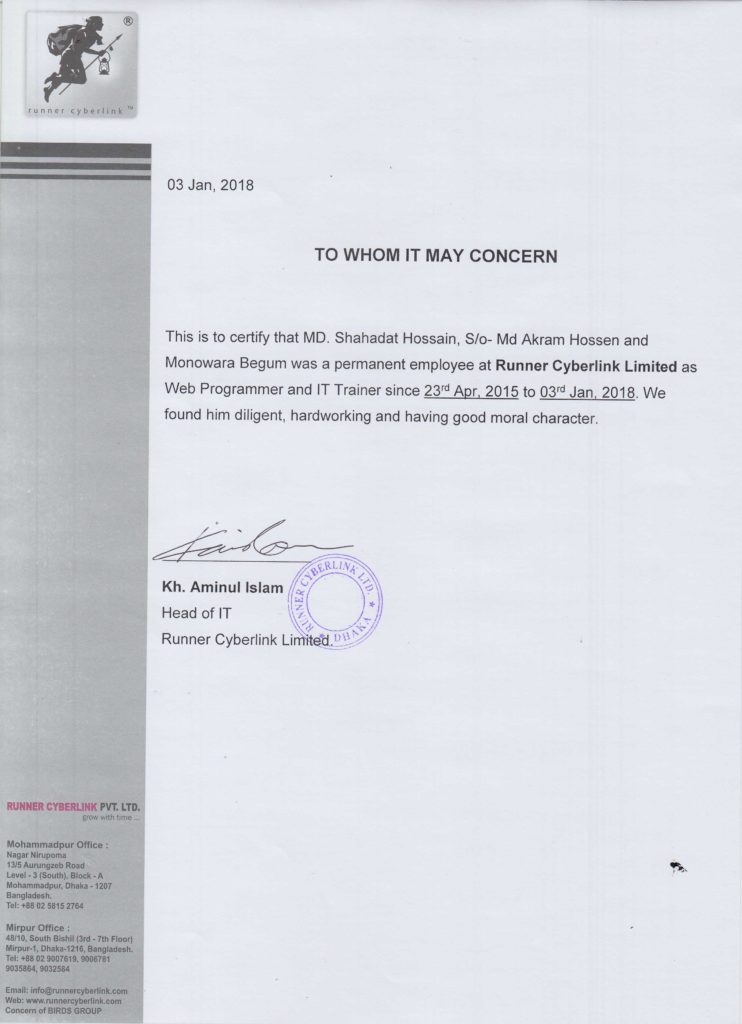 ®
runner cyberlink ™
03 Jan, 2018
TO WHOM IT MAY CONCERN
This is to certify that MD. Shahadat Hossain, S/o- Md Akram Hossen and
Monowara Begum was a permanent employee at Runner Cyberlink Limited as
Web Programmer and IT Trainer since 23rd Apr, 2015 to 03rd Jan, 2018. We
found him diligent, hardworking and having good moral character.
Kh. Aminul Islam
Head of IT
Runner Cyberlink Limited.
RUNNER CYBERLINK LTD.
★ DHAKA ★
RUNNER CYBERLINK PVT. LTD.
grow with time ...
Mohammadpur Office :
Nagar Nirupoma
13/5 Aurungzeb Road
Level - 3 (South), Block - A
Mohammadpur, Dhaka - 1207
Bangladesh.
Tel: +88 02 5815 2764
Mirpur Office :
48/10, South Bishil (3rd - 7th Floor)
Mirpur-1, Dhaka-1216, Bangladesh.
Tel: +88 02 9007619, 9006781
9035864, 9032584
Email: info@runnercyberlink.com
Web: www.runnercyberlink.com
Concern of BIRDS GROUP